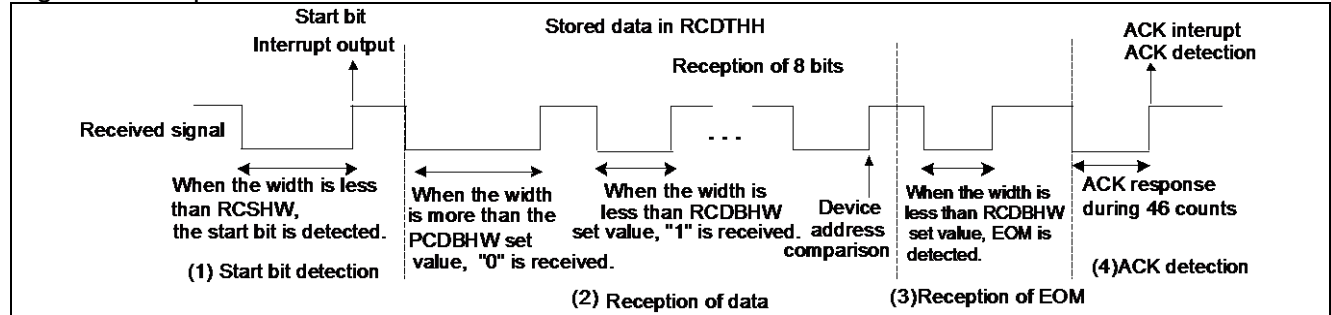 Start bit
Interrupt output
Stored data in RCDTHH
Reception of 8 bits
ACK interupt
ACK detection
Received signal
When the width is less
than RCSHW,
the start bit is detected.
When the width
is more than the
PCDBHW set
value, "0" is received.
When the width is
less than RCDBHW
set value, "1" is received.
Device
address
comparison
When the width is
less than RCDBHW
set value, EOM is
detected.
ACK response
during 46 counts
(1) Start bit detection
(2) Reception of data
(3)Reception of EOM
(4)ACK detection